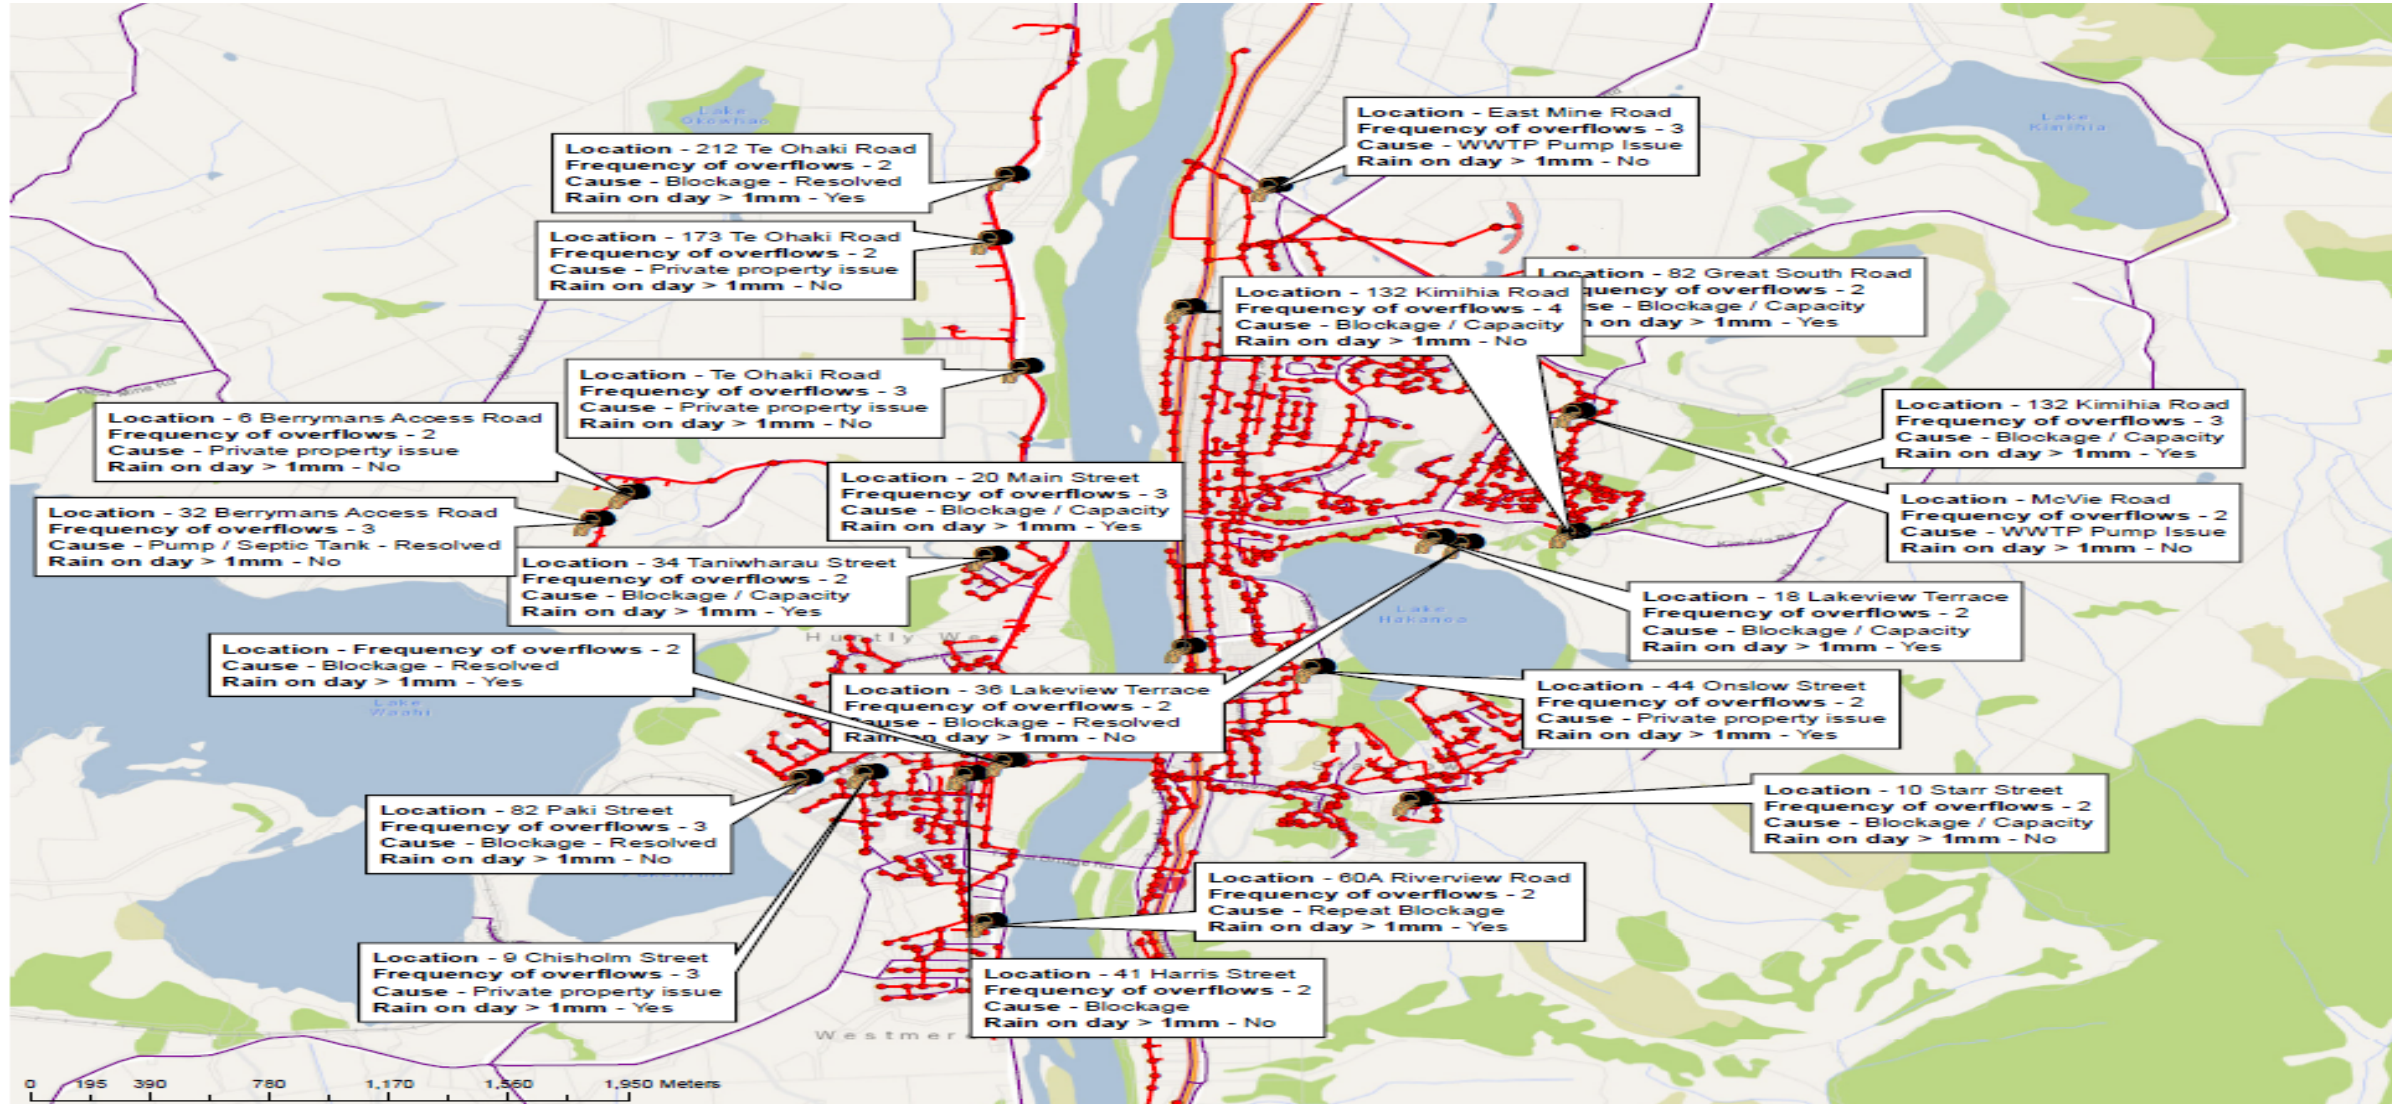 Lake
Okowhao
Location - East Mine Road
Frequency of overflows - 3
Cause - WWTP Pump Issue
Rain on day > 1mm - No
Lake
Kimihia
Location - 212 Te Ohaki Road
Frequency of overflows - 2
Cause - Blockage - Resolved
Rain on day > 1mm - Yes
Location - 173 Te Ohaki Road
Frequency of overflows - 2
Cause - Private property issue
Rain on day > 1mm - No
Location - 132 Kimihia Road
Frequency of overflows - 4
Cause - Blockage / Capacity
Rain on day > 1mm - No
Location - 82 Great South Road
quency of overflows - 2
se - Blockage / Capacity
n on day > 1mm - Yes
Location - Te Ohaki Road
Frequency of overflows - 3
Cause - Private property issue
Rain on day > 1mm - No
Location - 6 Berrymans Access Road
Frequency of overflows - 2
Cause - Private property issue
Rain on day > 1mm - No
Location - 132 Kimihia Road
Frequency of overflows - 3
Cause - Blockage / Capacity
Rain on day > 1mm - Yes
Location - 20 Main Street
Frequency of overflows - 3
Cause - Blockage / Capacity
Rain on day > 1mm - Yes
Location - McVie Road
Frequency of overflows - 2
Cause - WWTP Pump Issue
Rain on day > 1mm - No
Location - 32 Berrymans Access Road
Frequency of overflows - 3
Cause - Pump / Septic Tank - Resolved
Rain on day > 1mm - No
Location - 34 Taniwharau Street
Frequency of overflows - 2
Cause - Blockage / Capacity
Rain on day > 1mm - Yes
Kimihia Rd
Location - 18 Lakeview Terrace
Frequency of overflows - 2
Cause - Blockage / Capacity
Rain on day > 1mm - Yes
Lake
Hakanoa
Huntly We
Location - Frequency of overflows - 2
Cause - Blockage - Resolved
Rain on day > 1mm - Yes
Lake
Waahi
Location - 36 Lakeview Terrace
Frequency of overflows - 2
Cause - Blockage - Resolved
Rain on day > 1mm - No
Location - 44 Onslow Street
Frequency of overflows - 2
Cause - Private property issue
Rain on day > 1mm - Yes
Location - 82 Paki Street
Frequency of overflows - 3
Cause - Blockage - Resolved
Rain on day > 1mm - No
Location - 10 Starr Street
Frequency of overflows - 2
Cause - Blockage / Capacity
Rain on day > 1mm - No
Location - 60A Riverview Road
Frequency of overflows - 2
Cause - Repeat Blockage
Rain on day > 1mm - Yes
Location - 9 Chisholm Street
Frequency of overflows - 3
Cause - Private property issue
Rain on day > 1mm - Yes
Location - 41 Harris Street
Frequency of overflows - 2
Cause - Blockage
Rain on day > 1mm - No
Westmer
0 195 390 780 1,170 1,560 1,950 Meters